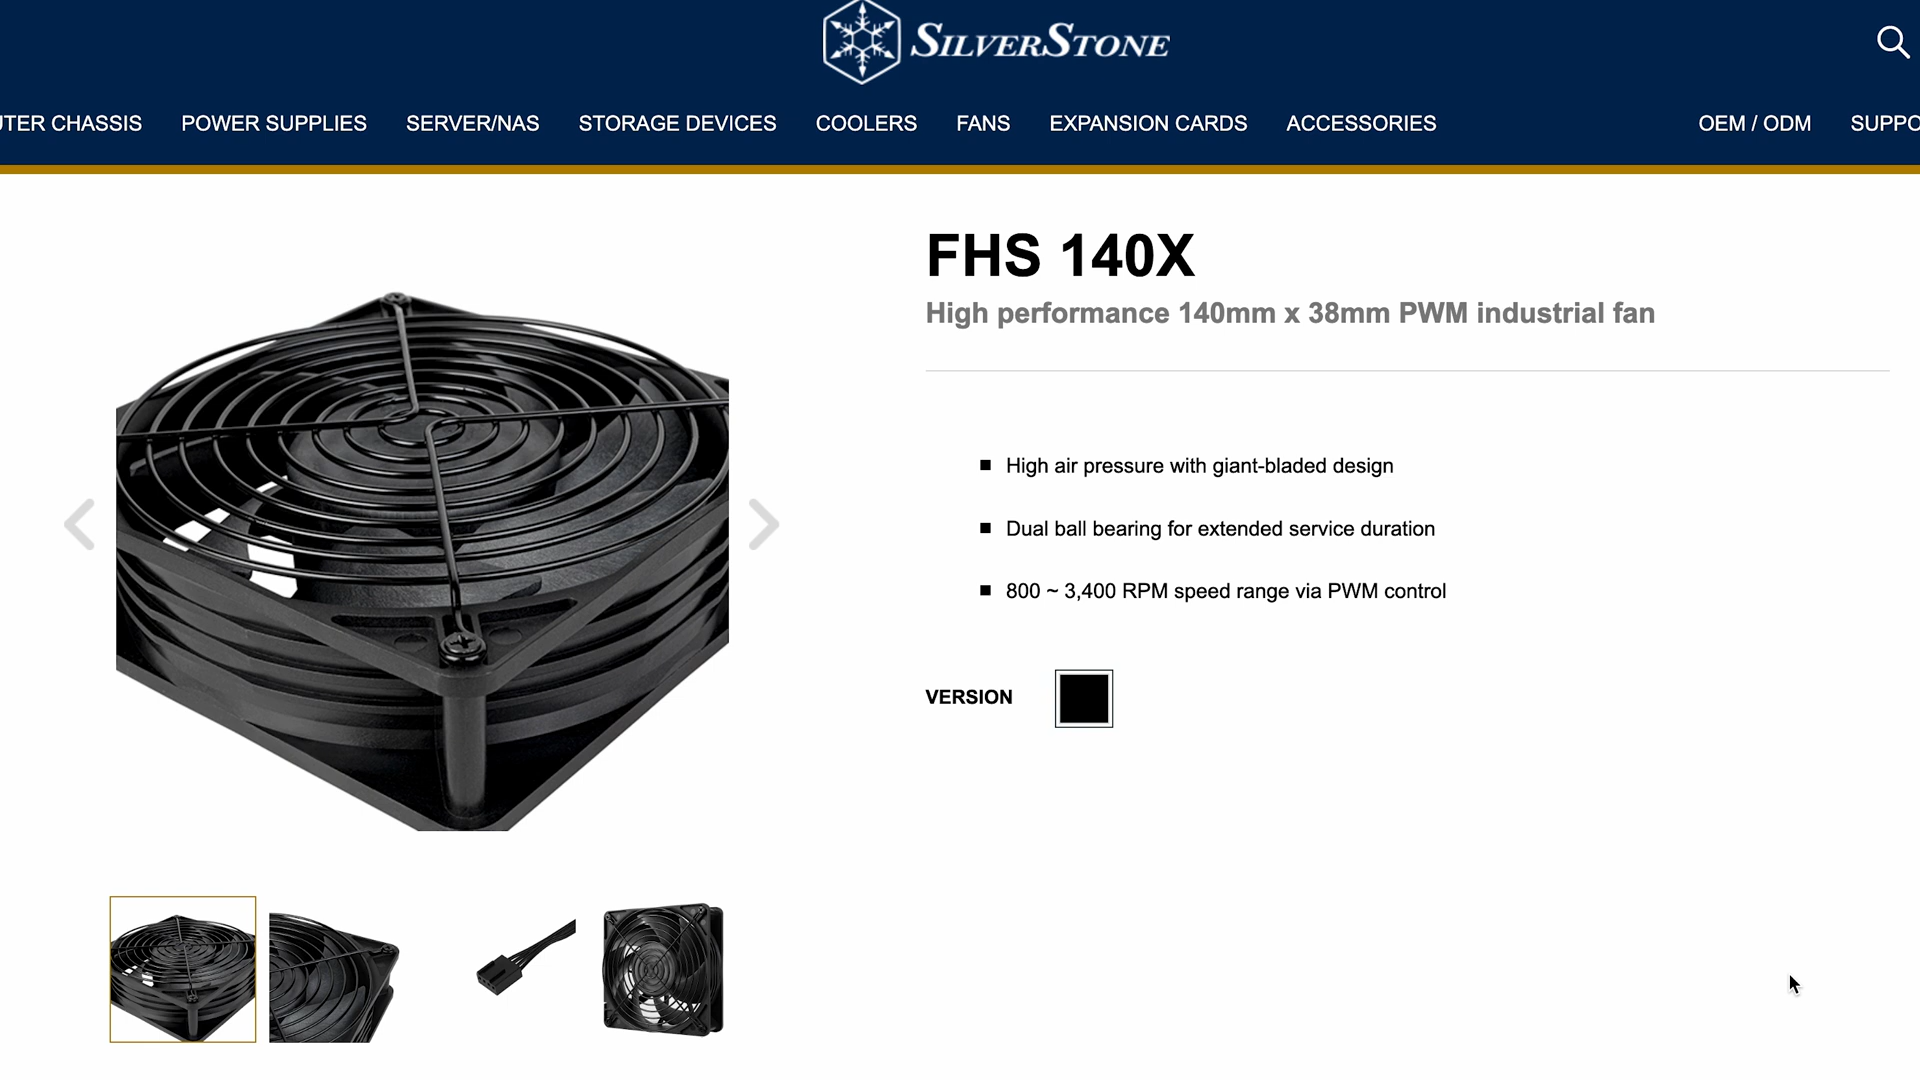 SILVERSTONE
UTER CHASSIS POWER SUPPLIES SERVER/NAS STORAGE DEVICES COOLERS FANS EXPANSION CARDS ACCESSORIES OEM / ODM SUPPO
FHS 140X
High performance 140mm x 38mm PWM industrial fan
High air pressure with giant-bladed design
Dual ball bearing for extended service duration
800 ~ 3,400 RPM speed range via PWM control
VERSION